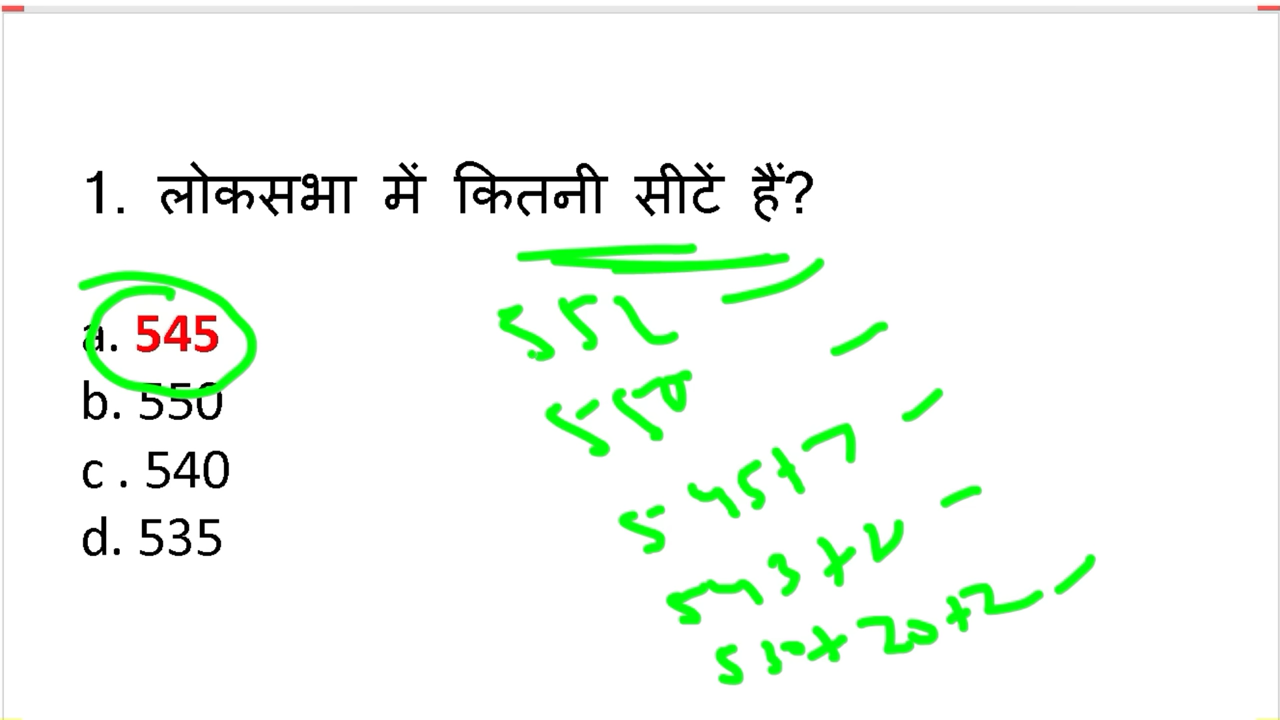 1. लोकसभा में कितनी सीटें हैं?
a. 545
b. 550
c . 540
d. 535
552
550
545+7
543+2
530+20+2